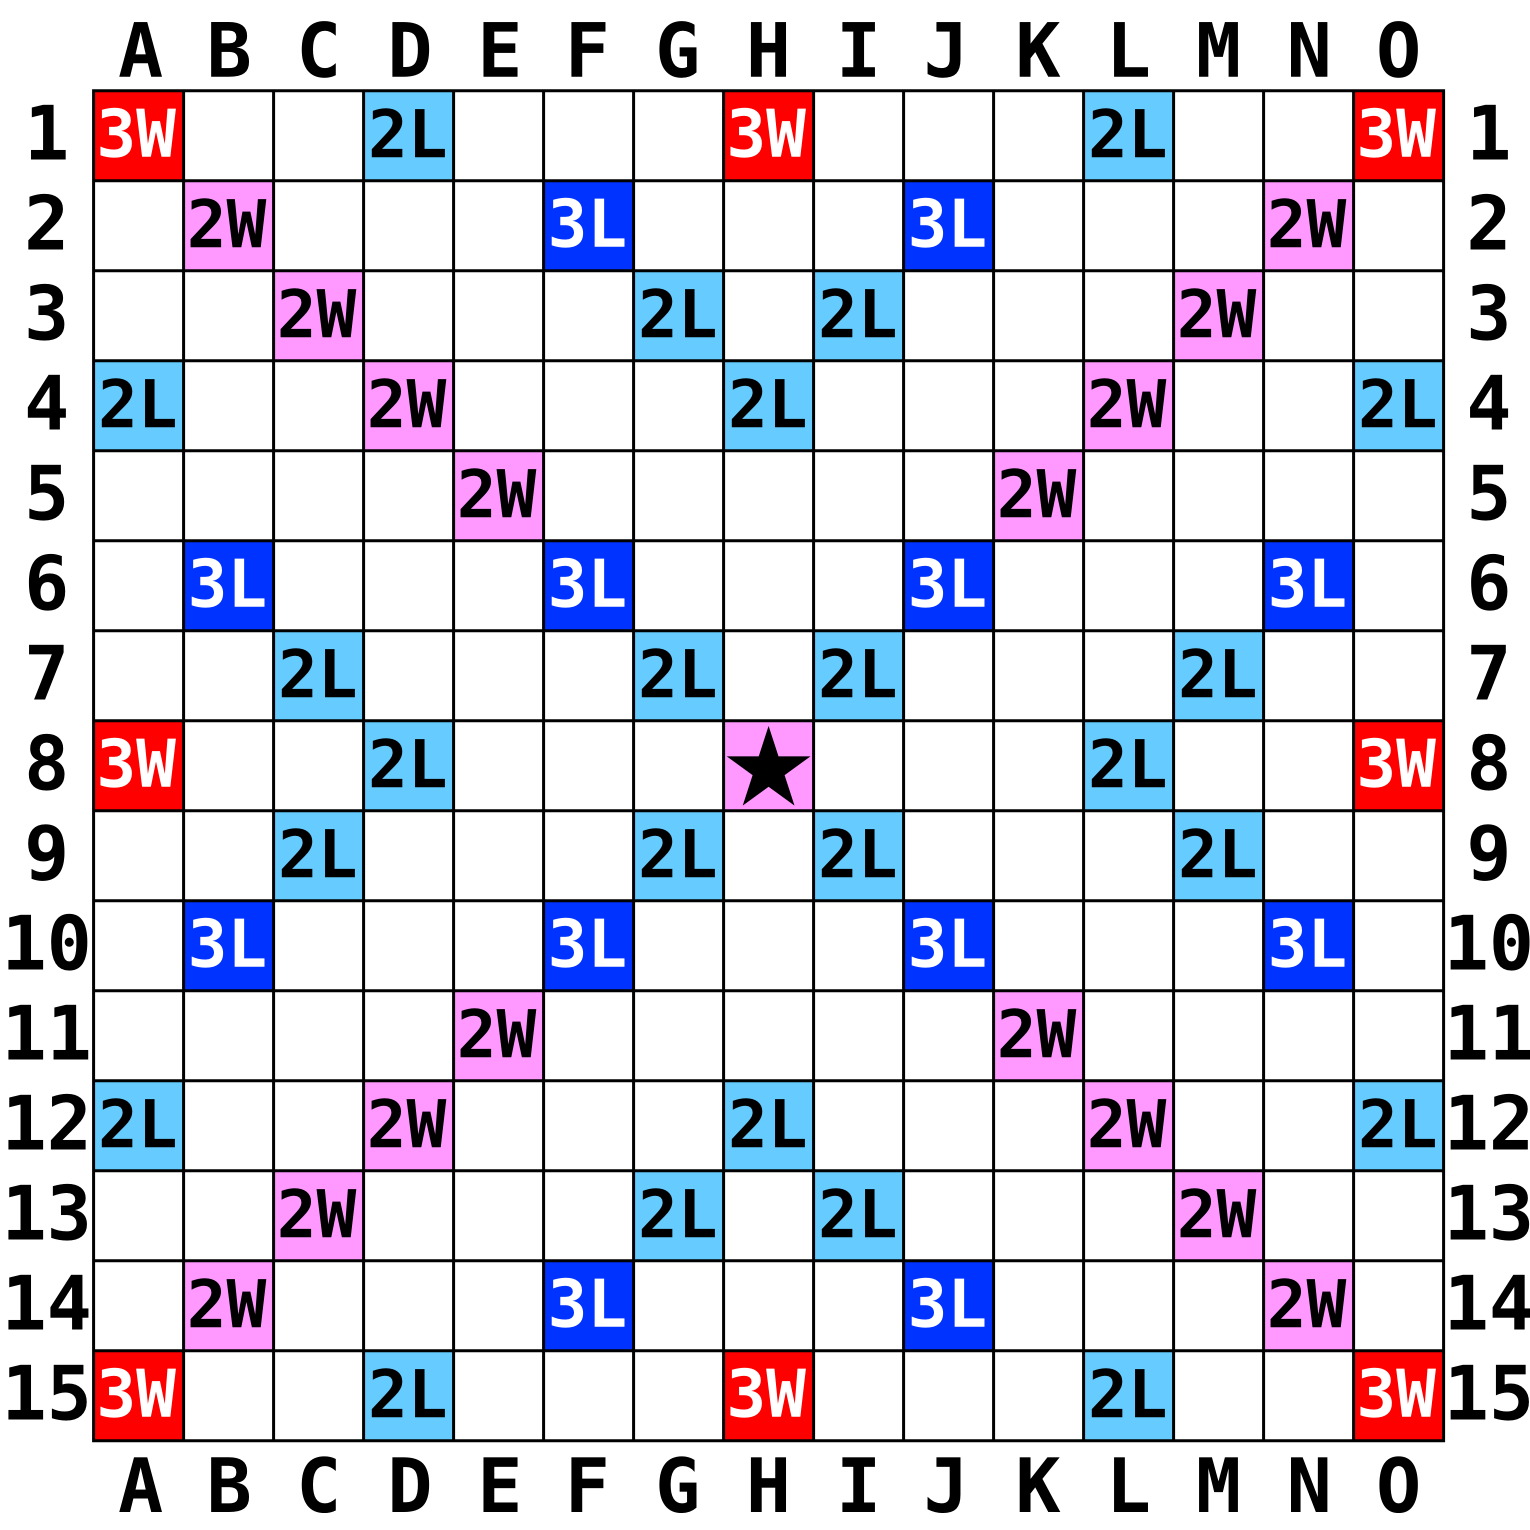 A B C D E F G H I J K L M N O
1 3W 2L 3W 2L 3W 1
2 2W 3L 3L 2W 2
3 2W 2L 2L 2W 3
4 2L 2W 2L 2W 2L 4
5 2W 2W 5
6 3L 3L 3L 3L 6
7 2L 2L 2L 2L 7
8 3W 2L ★ 2L 3W 8
9 2L 2L 2L 2L 9
10 3L 3L 3L 3L 10
11 2W 2W 11
12 2L 2W 2L 2W 2L 12
13 2W 2L 2L 2W 13
14 2W 3L 3L 2W 14
15 3W 2L 3W 2L 3W 15
A B C D E F G H I J K L M N O